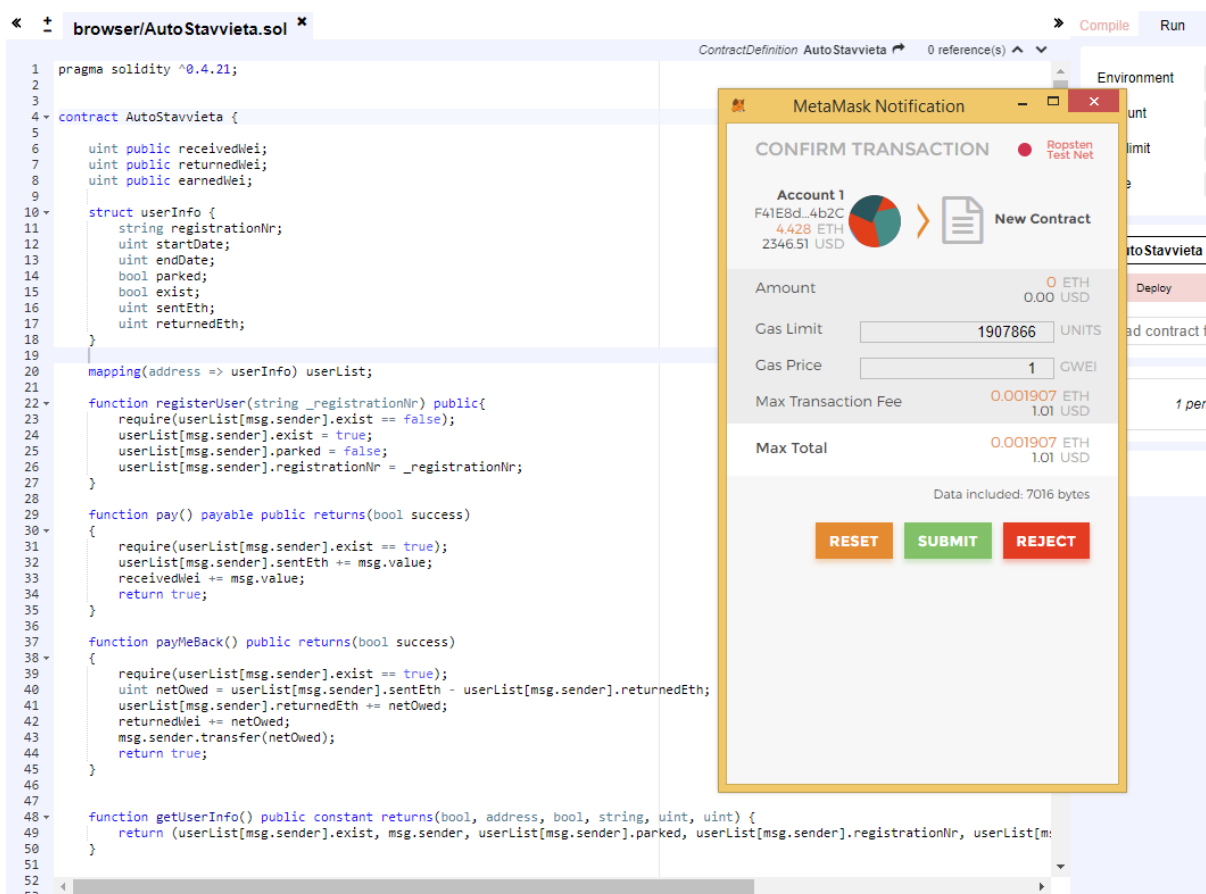 browser/AutoStavvieta.sol
Compile Run
ContractDefinition AutoStavvieta 0 reference(s)
1 pragma solidity ^0.4.21;
2
3
4 contract AutoStavvieta {
5
6 uint public receivedWei;
7 uint public returnedWei;
8 uint public earnedWei;
9
10 struct userInfo {
11 string registrationNr;
12 uint startDate;
13 uint endDate;
14 bool parked;
15 bool exist;
16 uint sentEth;
17 uint returnedEth;
18 }
19
20 mapping(address => userInfo) userList;
21
22 function registerUser(string _registrationNr) public{
23 require(userList[msg.sender].exist == false);
24 userList[msg.sender].exist = true;
25 userList[msg.sender].parked = false;
26 userList[msg.sender].registrationNr = _registrationNr;
27 }
28
29 function pay() payable public returns(bool success)
30 {
31 require(userList[msg.sender].exist == true);
32 userList[msg.sender].sentEth += msg.value;
33 receivedWei += msg.value;
34 return true;
35 }
36
37 function payMeBack() public returns(bool success)
38 {
39 require(userList[msg.sender].exist == true);
40 uint netOwed = userList[msg.sender].sentEth - userList[msg.sender].returnedEth;
41 userList[msg.sender].returnedEth += netOwed;
42 returnedWei += netOwed;
43 msg.sender.transfer(netOwed);
44 return true;
45 }
46
47
48 function getUserInfo() public constant returns(bool, address, bool, string, uint, uint) {
49 return (userList[msg.sender].exist, msg.sender, userList[msg.sender].parked, userList[msg.sender].registrationNr, userList[m
50 }
51
52
MetaMask Notification
CONFIRM TRANSACTION
Ropsten
Test Net
Account 1
F41E8d...4b2C
4.428 ETH
2346.51 USD
New Contract
Amount 0 ETH
0.00 USD
Gas Limit 1907866 UNITS
Gas Price 1 GWEI
Max Transaction Fee 0.001907 ETH
1.01 USD
Max Total 0.001907 ETH
1.01 USD
Data included: 7016 bytes
RESET SUBMIT REJECT
Environment
unt
limit
e
toStavvieta
Deploy
ad contract f
1 per